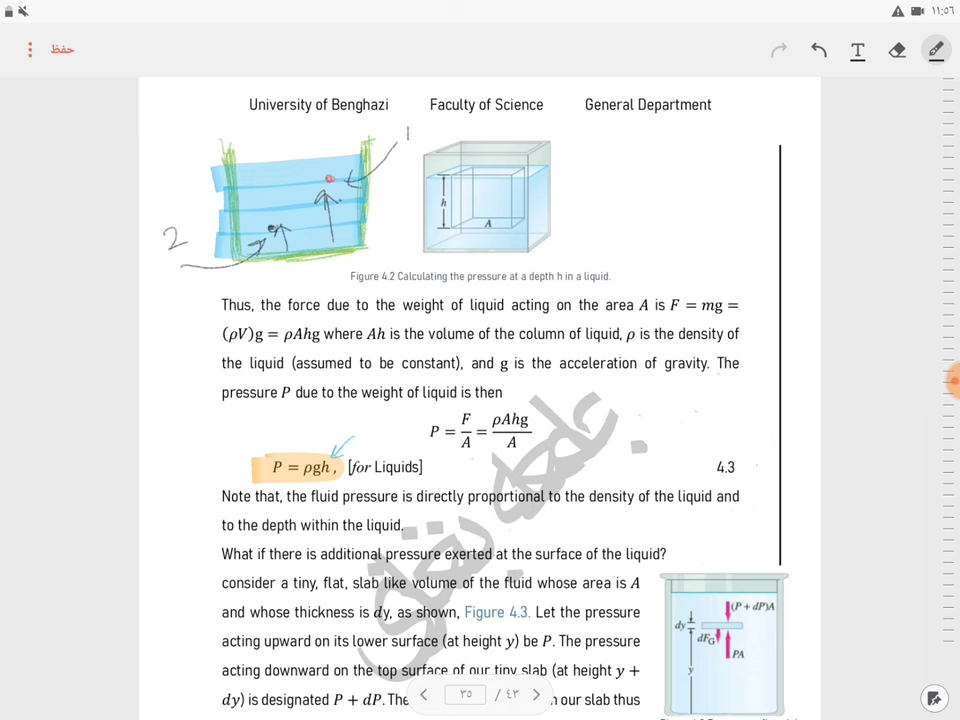 ١١:٥٦
حفظ
T
University of Benghazi Faculty of Science General Department
1
2
h
A
Figure 4.2 Calculating the pressure at a depth h in a liquid.
Thus, the force due to the weight of liquid acting on the area A is F = mg =
(ρV)g = ρAhg where Ah is the volume of the column of liquid, ρ is the density of
the liquid (assumed to be constant), and g is the acceleration of gravity. The
pressure P due to the weight of liquid is then
P = F/A = ρAhg/A
P = ρgh , [for Liquids] 4.3
Note that, the fluid pressure is directly proportional to the density of the liquid and
to the depth within the liquid.
What if there is additional pressure exerted at the surface of the liquid?
consider a tiny, flat, slab like volume of the fluid whose area is A
and whose thickness is dy, as shown, Figure 4.3. Let the pressure
acting upward on its lower surface (at height y) be P. The pressure
acting downward on the top surface of our tiny slab (at height y +
dy) is designated P + dP. The
n our slab thus
(P + dP)A
dy
dFG
PA
y
٣٥ / ٤٣